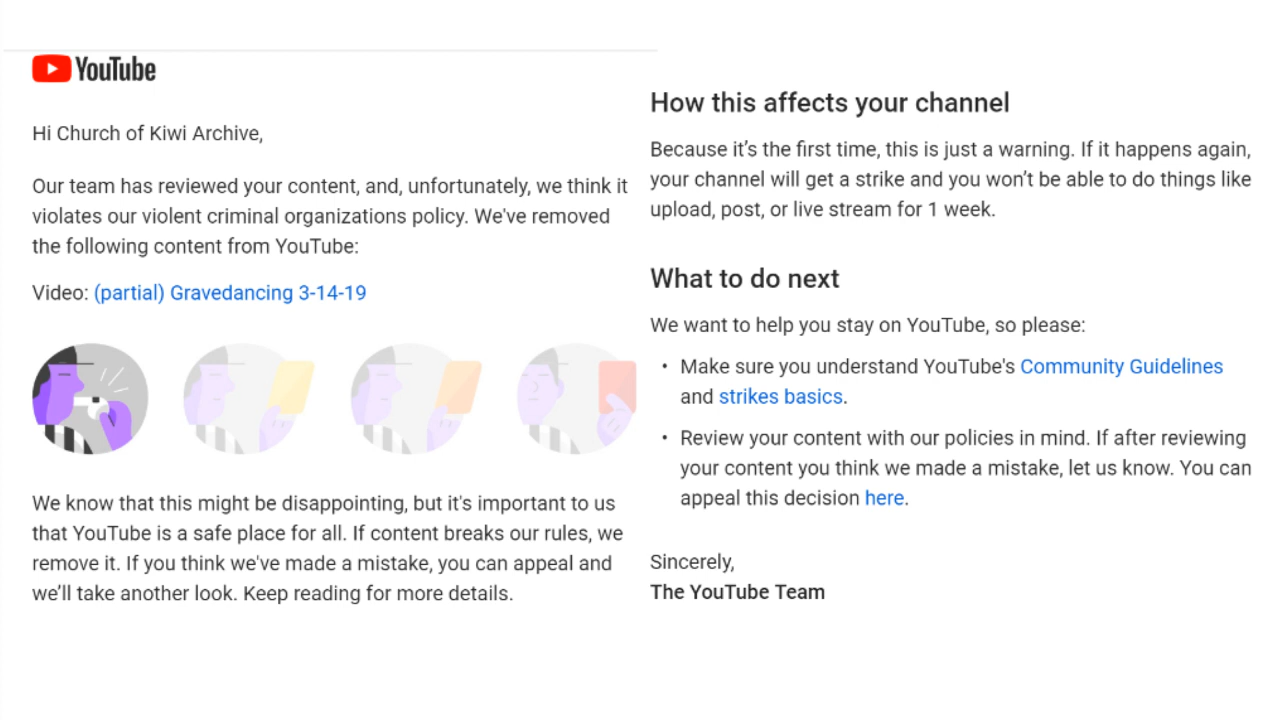 YouTube
Hi Church of Kiwi Archive,
Our team has reviewed your content, and, unfortunately, we think it
violates our violent criminal organizations policy. We've removed
the following content from YouTube:
Video: (partial) Gravedancing 3-14-19
We know that this might be disappointing, but it's important to us
that YouTube is a safe place for all. If content breaks our rules, we
remove it. If you think we've made a mistake, you can appeal and
we’ll take another look. Keep reading for more details.
How this affects your channel
Because it’s the first time, this is just a warning. If it happens again,
your channel will get a strike and you won’t be able to do things like
upload, post, or live stream for 1 week.
What to do next
We want to help you stay on YouTube, so please:
• Make sure you understand YouTube's Community Guidelines
and strikes basics.
• Review your content with our policies in mind. If after reviewing
your content you think we made a mistake, let us know. You can
appeal this decision here.
Sincerely,
The YouTube Team